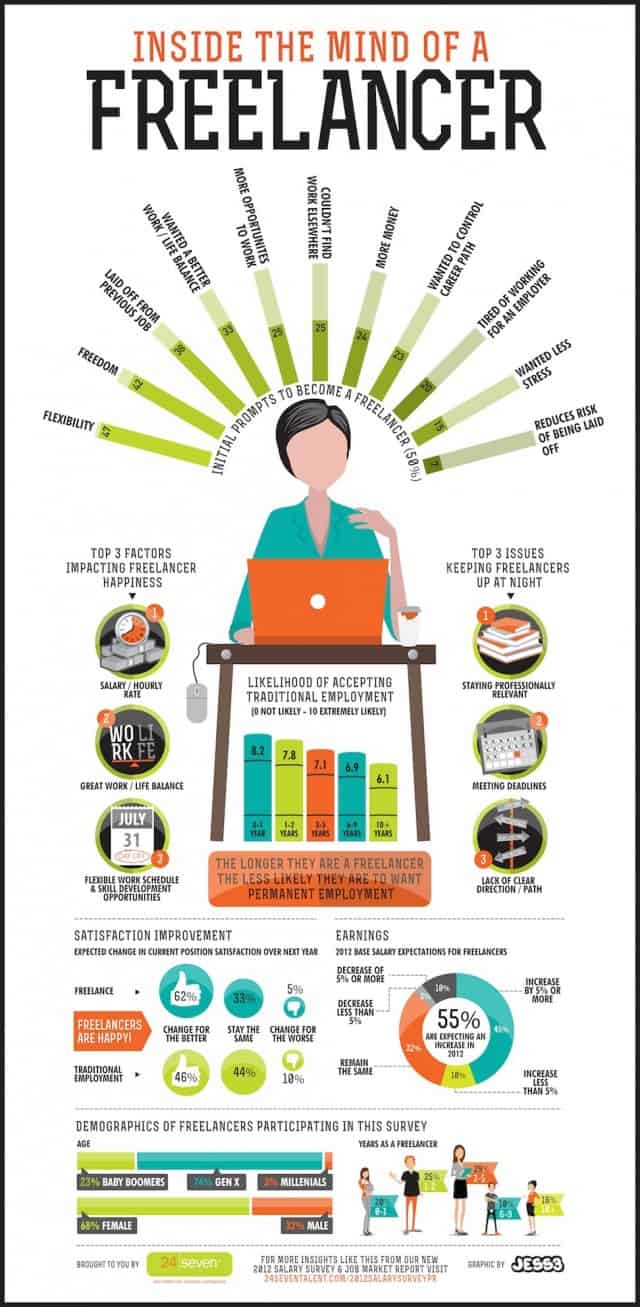 INSIDE THE MIND OF A
FREELANCER
FLEXIBILITY
47
FREEDOM
42
LAID OFF FROM
PREVIOUS JOB
38
WANTED A BETTER
WORK / LIFE BALANCE
33
MORE OPPORTUNITES
TO WORK
25
COULDN'T FIND
WORK ELSEWHERE
25
MORE MONEY
24
WANTED TO CONTROL
CAREER PATH
23
TIRED OF WORKING
FOR AN EMPLOYER
20
WANTED LESS
STRESS
15
REDUCES RISK
OF BEING LAID
OFF
7
INITIAL PROMPTS TO BECOME A FREELANCER (50%)
TOP 3 FACTORS
IMPACTING FREELANCER
HAPPINESS
1
SALARY / HOURLY
RATE
2
WO LI
RK FE
GREAT WORK / LIFE BALANCE
JULY
31
DAY OFF
3
FLEXIBLE WORK SCHEDULE
& SKILL DEVELOPMENT
OPPORTUNITIES
TOP 3 ISSUES
KEEPING FREELANCERS
UP AT NIGHT
1
STAYING PROFESSIONALLY
RELEVANT
2
MEETING DEADLINES
3
LACK OF CLEAR
DIRECTION / PATH
LIKELIHOOD OF ACCEPTING
TRADITIONAL EMPLOYMENT
(0 NOT LIKELY - 10 EXTREMELY LIKELY)
8.2 7.8 7.1 6.9 6.1
0-1 YEAR
1-2 YEARS
3-5 YEARS
6-9 YEARS
10+ YEARS
THE LONGER THEY ARE A FREELANCER
THE LESS LIKELY THEY ARE TO WANT
PERMANENT EMPLOYMENT
SATISFACTION IMPROVEMENT
EXPECTED CHANGE IN CURRENT POSITION SATISFACTION OVER NEXT YEAR
FREELANCE
62% 33% 5%
FREELANCERS
ARE HAPPY!
CHANGE FOR
THE BETTER
STAY THE
SAME
CHANGE FOR
THE WORSE
TRADITIONAL
EMPLOYMENT
46% 44% 10%
EARNINGS
2012 BASE SALARY EXPECTATIONS FOR FREELANCERS
DECREASE OF
5% OR MORE
DECREASE
LESS THAN
5%
REMAIN
THE SAME
INCREASE
BY 5% OR
MORE
INCREASE
LESS
THAN 5%
10%
45%
10%
32%
55%
ARE EXPECTING AN
INCREASE IN
2012
DEMOGRAPHICS OF FREELANCERS PARTICIPATING IN THIS SURVEY
AGE
23% BABY BOOMERS
74% GEN X
3% MILLENIALS
68% FEMALE
32% MALE
YEARS AS A FREELANCER
20%
0-1
25%
1-2
29%
3-5
10%
6-9
16%
10+
BROUGHT TO YOU BY
24 seven
FOR MORE INSIGHTS LIKE THIS FROM OUR NEW
2012 SALARY SURVEY & JOB MARKET REPORT VISIT
24SEVENTALENT.COM/2012SALARYSURVEYPR
GRAPHIC BY
JESS3